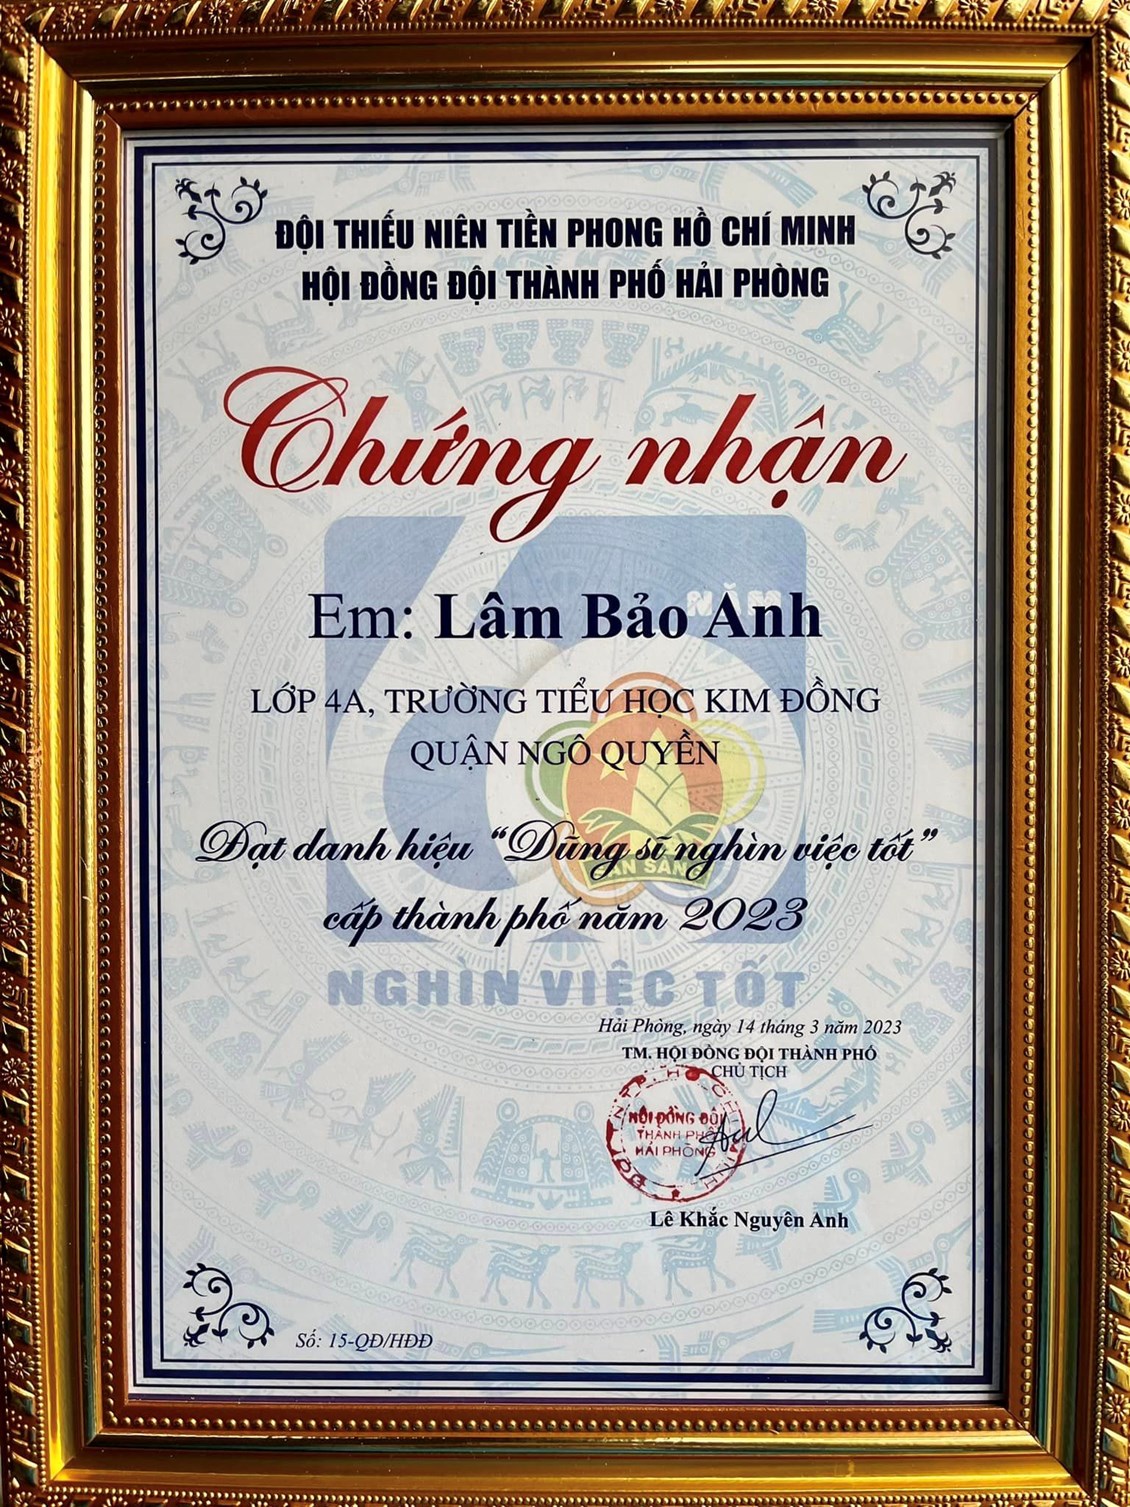 ĐỘI THIẾU NIÊN TIỀN PHONG HỒ CHÍ MINH
HỘI ĐỒNG ĐỘI THÀNH PHỐ HẢI PHÒNG
Chứng nhận
NĂM
Em: Lâm Bảo Anh
LỚP 4A, TRƯỜNG TIỂU HỌC KIM ĐỒNG
QUẬN NGÔ QUYỀN
Đạt danh hiệu “Dũng sĩ nghìn việc tốt”
SẴN SÀNG
cấp thành phố năm 2023
NGHÌN VIỆC TỐT
Hải Phòng, ngày 14 tháng 3 năm 2023
TM. HỘI ĐỒNG ĐỘI THÀNH PHỐ
CHỦ TỊCH
HỘI ĐỒNG ĐỘI
THÀNH PHỐ
HẢI PHÒNG
Lê Khắc Nguyên Anh
Số: 15-QĐ/HĐĐ